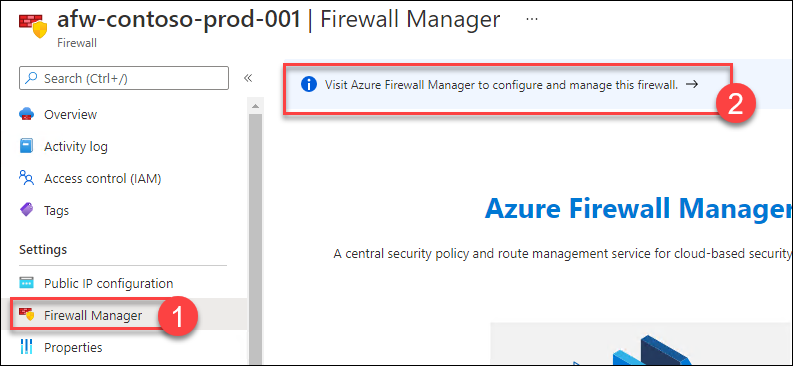 afw-contoso-prod-001 | Firewall Manager ...
Firewall
Search (Ctrl+/) «
Visit Azure Firewall Manager to configure and manage this firewall. →
2
Overview
Activity log
Access control (IAM)
Tags
Azure Firewall Manager
A central security policy and route management service for cloud-based security
Settings
Public IP configuration
Firewall Manager
1
Properties